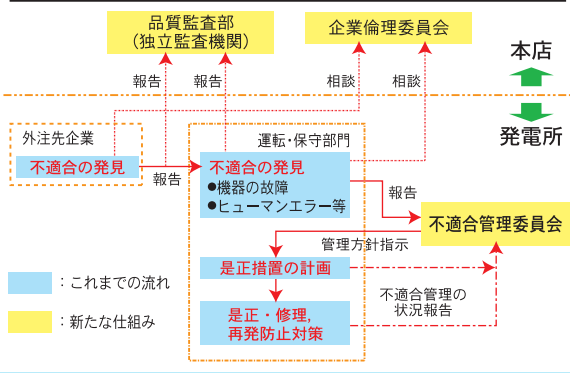 品質監査部
（独立監査機関）
企業倫理委員会
本店
報告
報告
相談
相談
発電所
外注先企業
不適合の発見
報告
運転・保守部門
不適合の発見
●機器の故障
●ヒューマンエラー等
報告
不適合管理委員会
管理方針指示
是正措置の計画
不適合管理の
状況報告
是正・修理,
再発防止対策
：これまでの流れ
：新たな仕組み